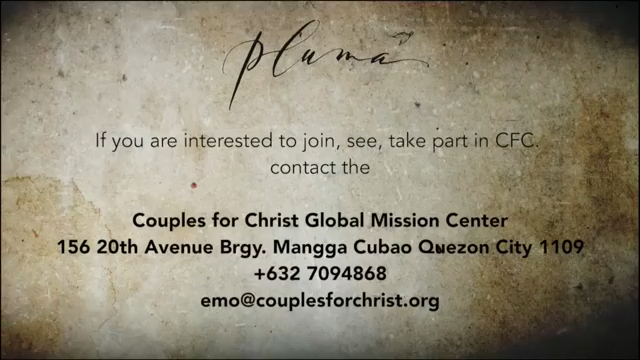 pluma
If you are interested to join, see, take part in CFC.
contact the
Couples for Christ Global Mission Center
156 20th Avenue Brgy. Mangga Cubao Quezon City 1109
+632 7094868
emo@couplesforchrist.org